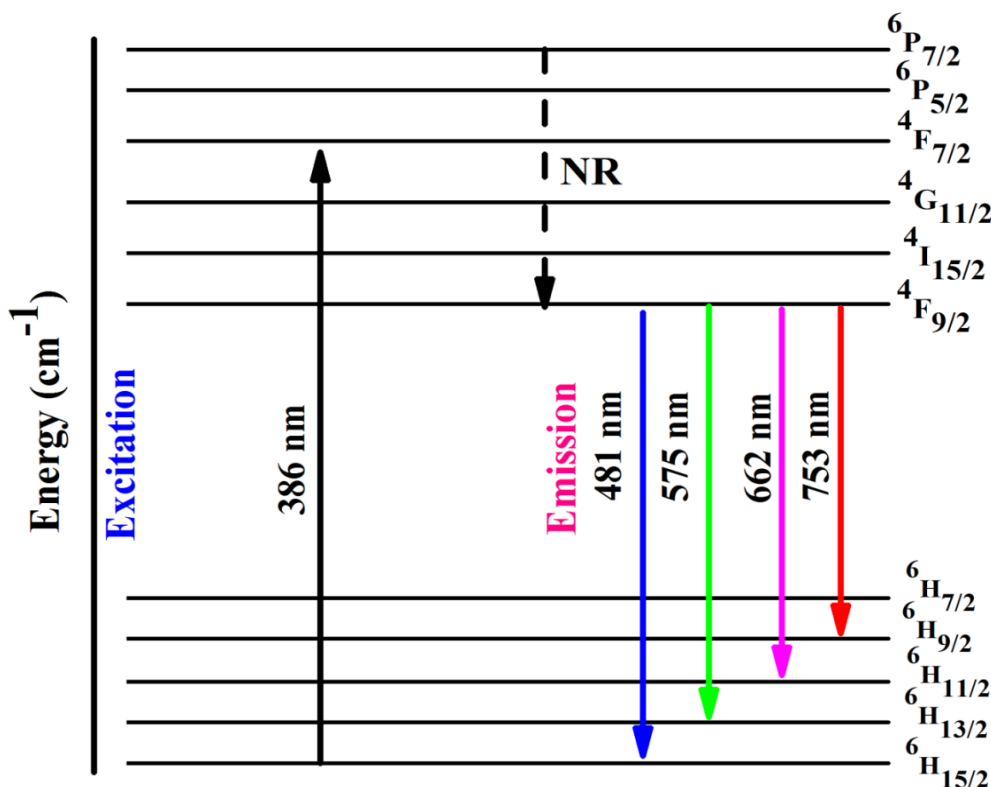 ⁶P₇/₂
⁶P₅/₂
⁴F₇/₂
NR
⁴G₁₁/₂
⁴I₁₅/₂
⁴F₉/₂
Energy (cm⁻¹)
Excitation
386 nm
Emission
481 nm
575 nm
662 nm
753 nm
⁶H₇/₂
⁶H₉/₂
⁶H₁₁/₂
⁶H₁₃/₂
⁶H₁₅/₂